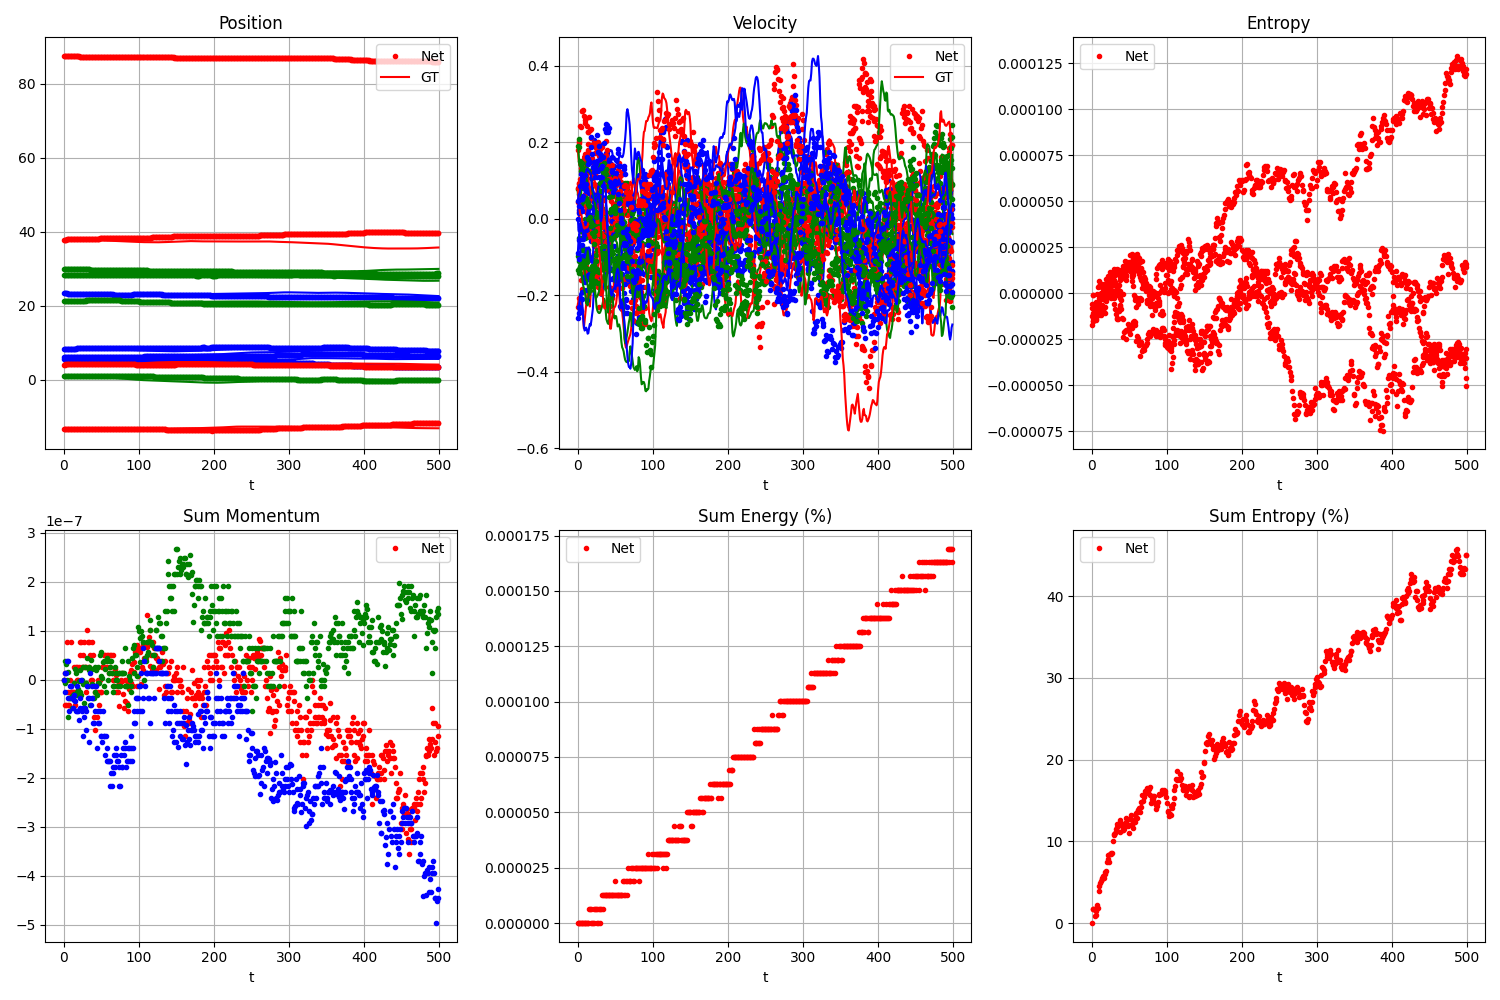 Position
Net
GT
80
60
40
20
0
0 100 200 300 400 500
t
Velocity
Net
GT
0.4
0.2
0.0
−0.2
−0.4
−0.6
0 100 200 300 400 500
t
Entropy
Net
0.000125
0.000100
0.000075
0.000050
0.000025
0.000000
−0.000025
−0.000050
−0.000075
0 100 200 300 400 500
t
Sum Momentum
1e−7
Net
3
2
1
0
−1
−2
−3
−4
−5
0 100 200 300 400 500
t
Sum Energy (%)
Net
0.000175
0.000150
0.000125
0.000100
0.000075
0.000050
0.000025
0.000000
0 100 200 300 400 500
t
Sum Entropy (%)
Net
40
30
20
10
0
0 100 200 300 400 500
t